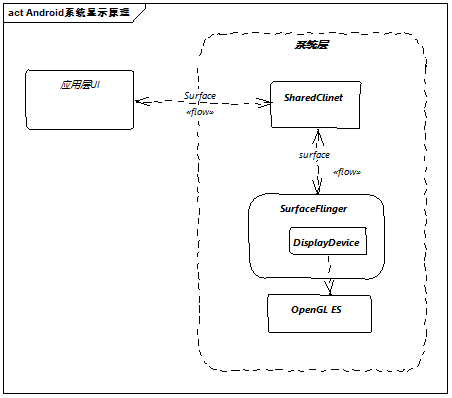 act Android系统显示原理
系统层
应用层UI
Surface
«flow»
SharedClinet
surface
«flow»
SurfaceFlinger
DisplayDevice
OpenGL ES